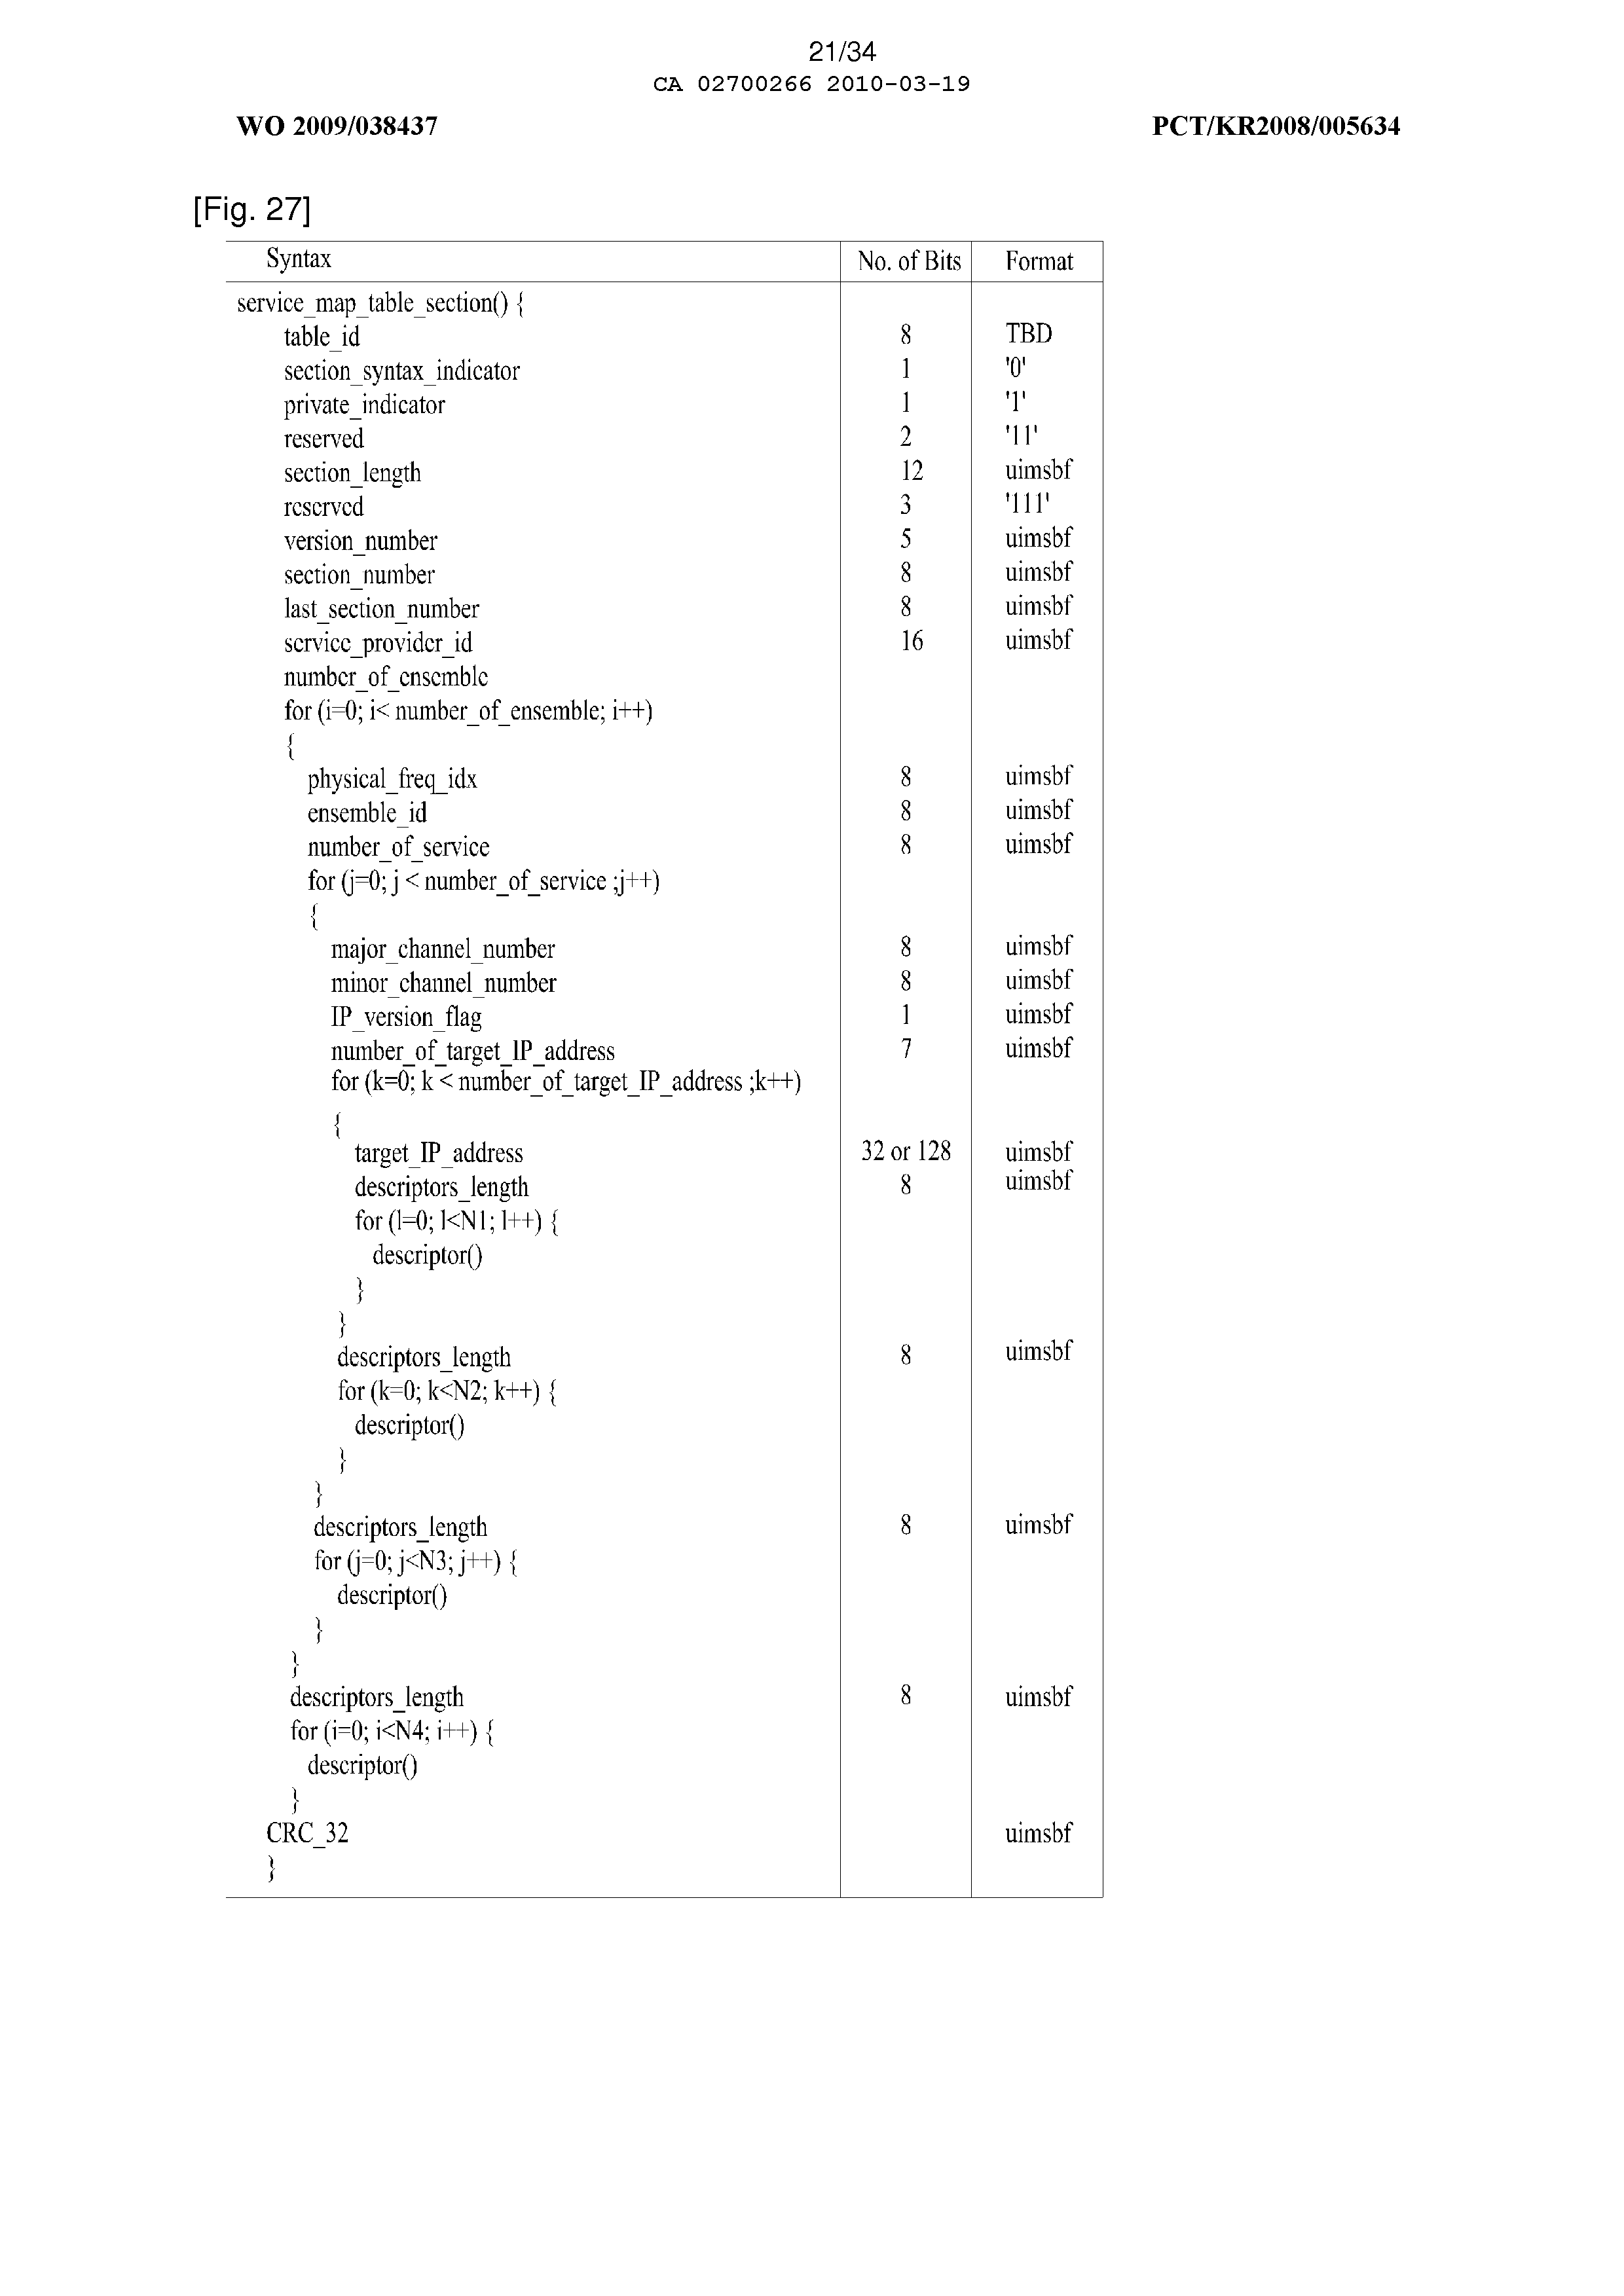 21/34
CA 02700266 2010-03-19
WO 2009/038437 PCT/KR2008/005634
[Fig. 27]
Syntax No. of Bits Format
service_map_table_section() {
table_id 8 TBD
section_syntax_indicator 1 '0'
private_indicator 1 '1'
reserved 2 '11'
section_length 12 uimsbf
reserved 3 '111'
version_number 5 uimsbf
section_number 8 uimsbf
last_section_number 8 uimsbf
service_provider_id 16 uimsbf
number_of_ensemble
for (i=0; i< number_of_ensemble; i++)
{
physical_freq_idx 8 uimsbf
ensemble_id 8 uimsbf
number_of_service 8 uimsbf
for (j=0; j < number_of_service ;j++)
{
major_channel_number 8 uimsbf
minor_channel_number 8 uimsbf
IP_version_flag 1 uimsbf
number_of_target_IP_address 7 uimsbf
for (k=0; k < number_of_target_IP_address ;k++)
{
target_IP_address 32 or 128 uimsbf
descriptors_length 8 uimsbf
for (l=0; l<N1; l++) {
descriptor()
}
}
descriptors_length 8 uimsbf
for (k=0; k<N2; k++) {
descriptor()
}
}
descriptors_length 8 uimsbf
for (j=0; j<N3; j++) {
descriptor()
}
}
descriptors_length 8 uimsbf
for (i=0; i<N4; i++) {
descriptor()
}
CRC_32 uimsbf
}